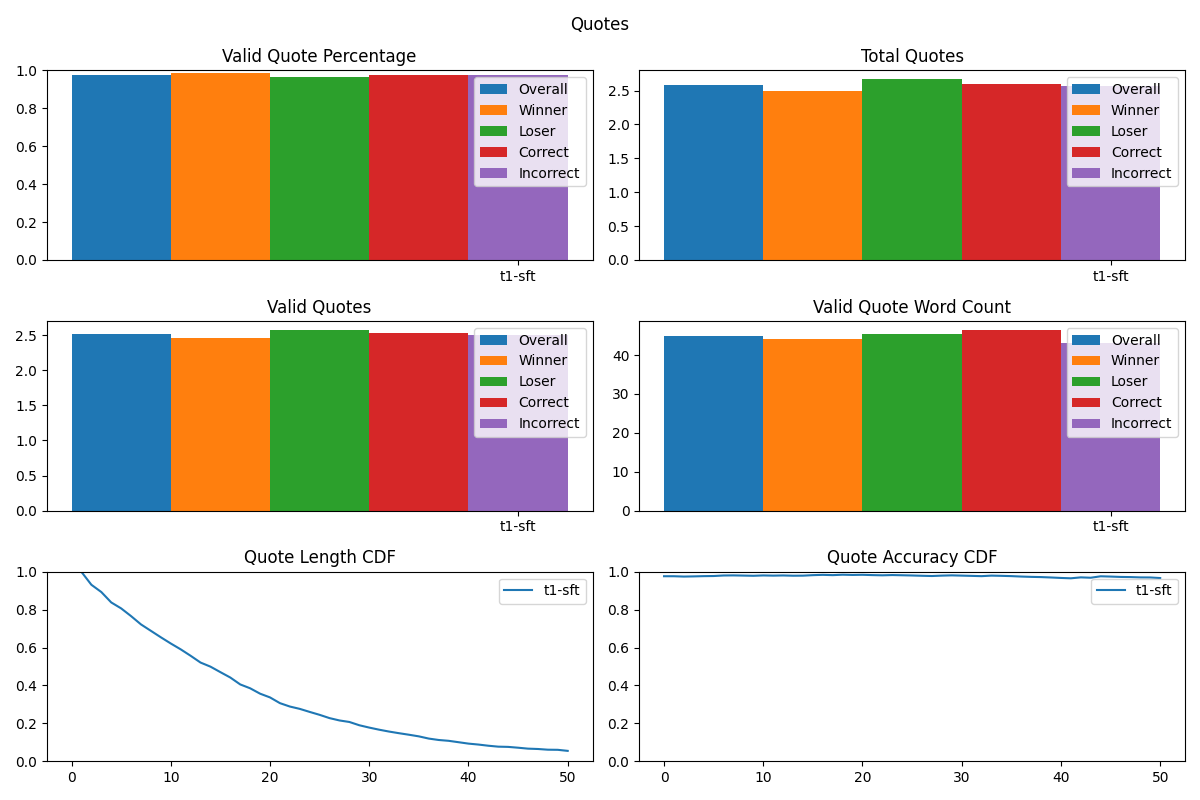 Quotes
Valid Quote Percentage
1.0
0.8
0.6
0.4
0.2
0.0
Overall
Winner
Loser
Correct
Incorrect
t1-sft
Total Quotes
2.5
2.0
1.5
1.0
0.5
0.0
Overall
Winner
Loser
Correct
Incorrect
t1-sft
Valid Quotes
2.5
2.0
1.5
1.0
0.5
0.0
Overall
Winner
Loser
Correct
Incorrect
t1-sft
Valid Quote Word Count
40
30
20
10
0
Overall
Winner
Loser
Correct
Incorrect
t1-sft
Quote Length CDF
1.0
0.8
0.6
0.4
0.2
0.0
t1-sft
0 10 20 30 40 50
Quote Accuracy CDF
1.0
0.8
0.6
0.4
0.2
0.0
t1-sft
0 10 20 30 40 50